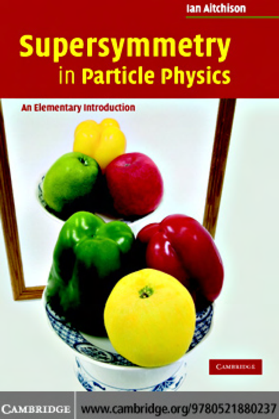 Ian Aitchison
Supersymmetry
in Particle Physics
An Elementary Introduction
CAMBRIDGE
CAMBRIDGE
www.cambridge.org/9780521880237